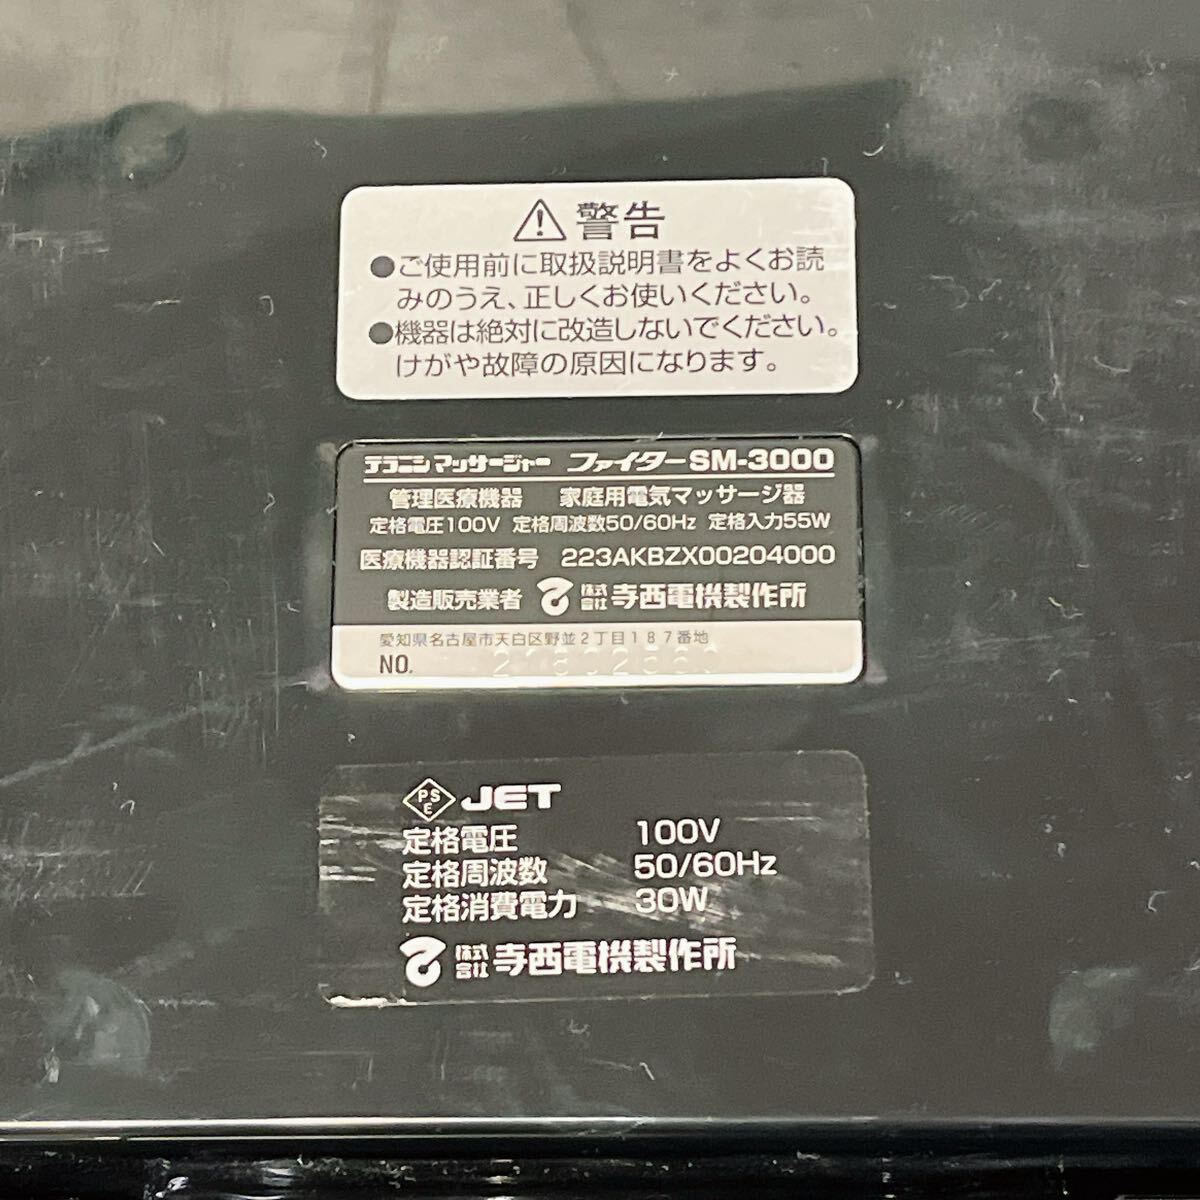 警告
●ご使用前に取扱説明書をよくお読
みのうえ、正しくお使いください。
●機器は絶対に改造しないでください。
けがや故障の原因になります。
テラニシ マッサージャー ファイターSM-3000
管理医療機器 家庭用電気マッサージ器
定格電圧100V 定格周波数50/60Hz 定格入力55W
医療機器認証番号 223AKBZX00204000
製造販売業者 株式会社 寺西電機製作所
愛知県名古屋市天白区野並2丁目187番地
NO.
PSE JET
定格電圧 100V
定格周波数 50/60Hz
定格消費電力 30W
株式会社 寺西電機製作所